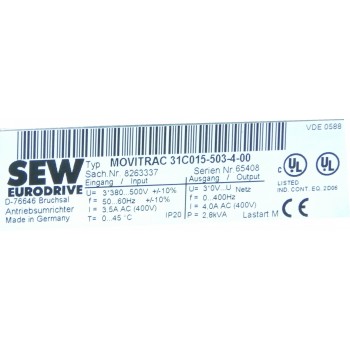 VDE 0588
SEW
EURODRIVE
D-76646 Bruchsal
Antriebsumrichter
Made in Germany
Typ MOVITRAC 31C015-503-4-00
Sach.Nr. 8263337 Serien Nr. 65408
Eingang / Input Ausgang / Output
U= 3*380...500V +/-10% U= 3*0V...U Netz
f = 50...60Hz +/-10% f = 0...400Hz
I = 3.5A AC (400V) I = 4.0A AC (400V)
T= 0...45°C IP20 P= 2.8kVA Lastart M
C UL UL
LISTED
IND. CONT. EQ. 2D06
CE